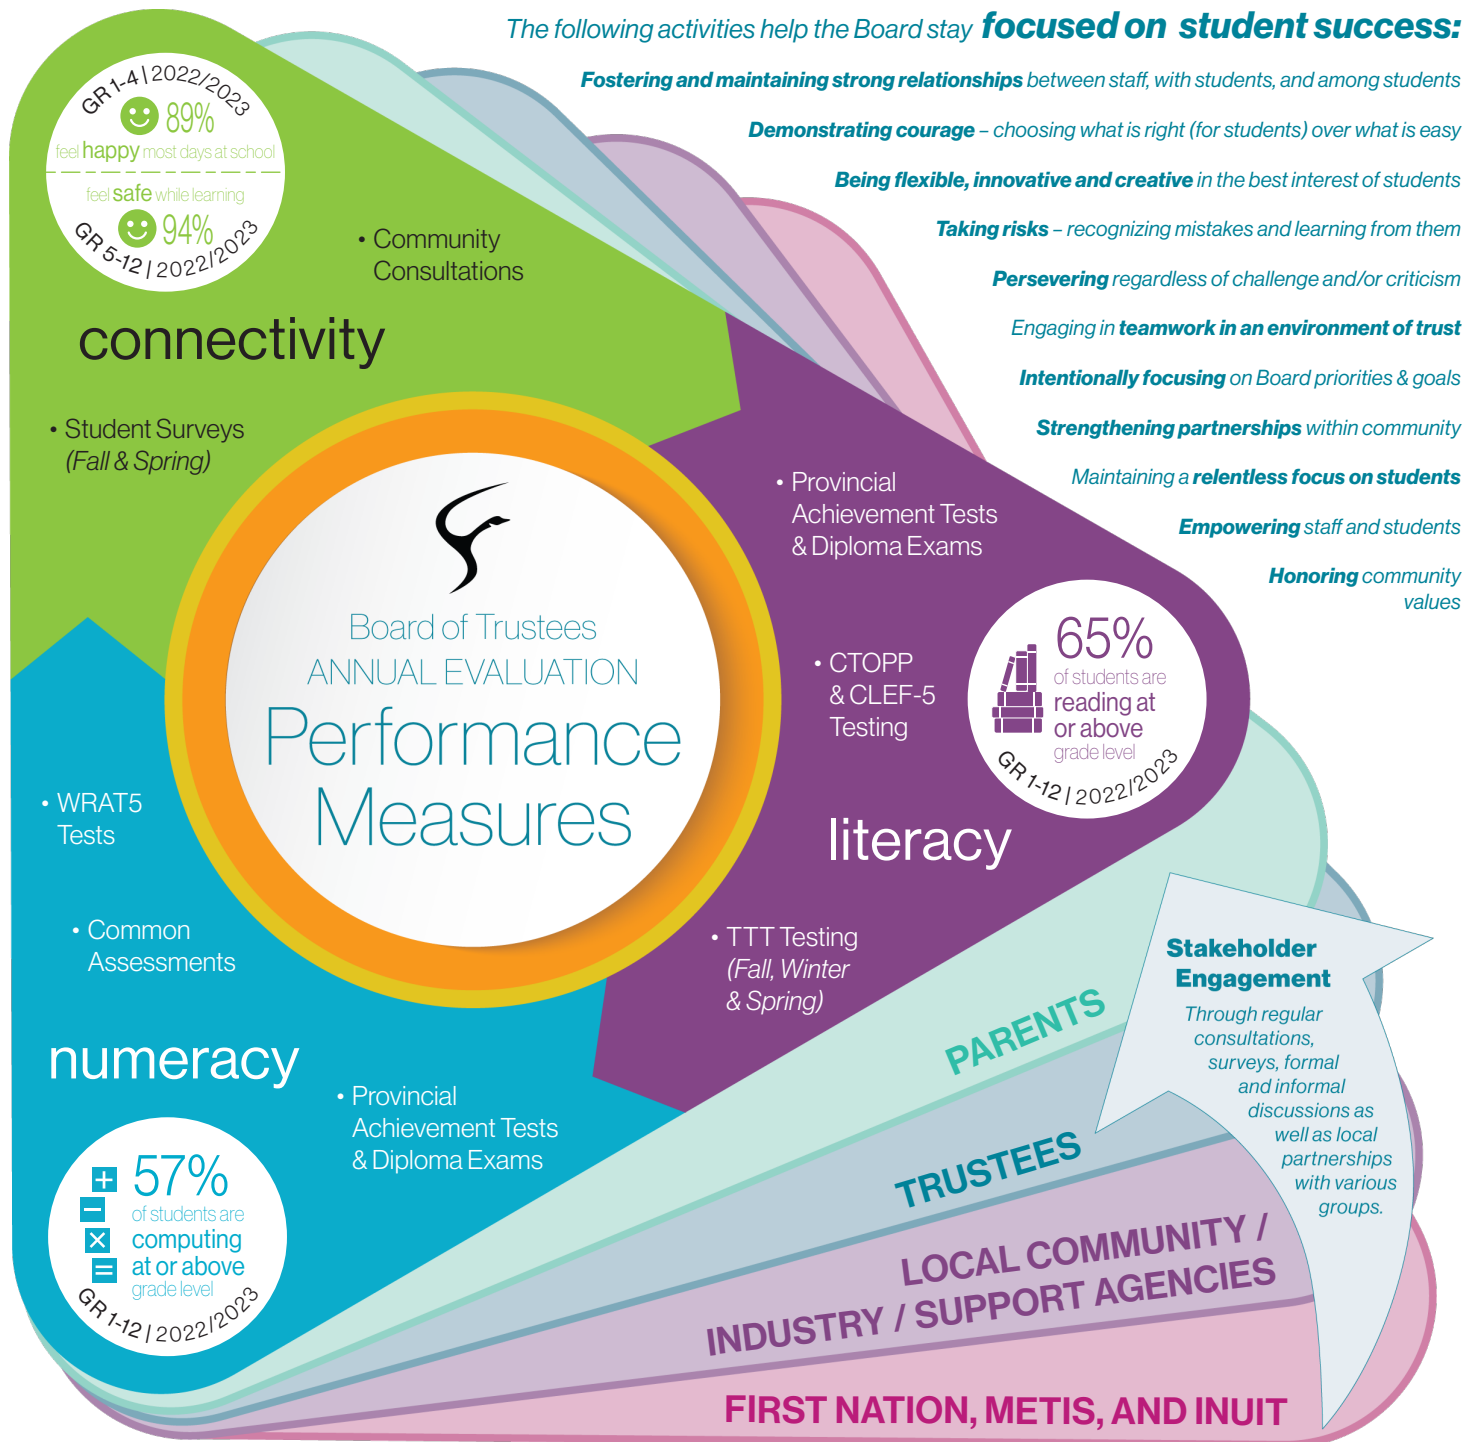 The following activities help the Board stay focused on student success:
Fostering and maintaining strong relationships between staff, with students, and among students
Demonstrating courage – choosing what is right (for students) over what is easy
Being flexible, innovative and creative in the best interest of students
Taking risks – recognizing mistakes and learning from them
Persevering regardless of challenge and/or criticism
Engaging in teamwork in an environment of trust
Intentionally focusing on Board priorities & goals
Strengthening partnerships within community
Maintaining a relentless focus on students
Empowering staff and students
Honoring community
values
GR 1-4 | 2022/2023
89%
feel happy most days at school
feel safe while learning
94%
GR 5-12 | 2022/2023
• Community
Consultations
connectivity
• Student Surveys
(Fall & Spring)
Board of Trustees
ANNUAL EVALUATION
Performance
Measures
• Provincial
Achievement Tests
& Diploma Exams
• CTOPP
& CLEF-5
Testing
65%
of students are
reading at
or above
grade level
GR 1-12 | 2022/2023
literacy
• TTT Testing
(Fall, Winter
& Spring)
• WRAT5
Tests
• Common
Assessments
numeracy
• Provincial
Achievement Tests
& Diploma Exams
+
−
×
=
57%
of students are
computing
at or above
grade level
GR 1-12 | 2022/2023
PARENTS
TRUSTEES
LOCAL COMMUNITY /
INDUSTRY / SUPPORT AGENCIES
FIRST NATION, METIS, AND INUIT
Stakeholder
Engagement
Through regular
consultations,
surveys, formal
and informal
discussions as
well as local
partnerships
with various
groups.